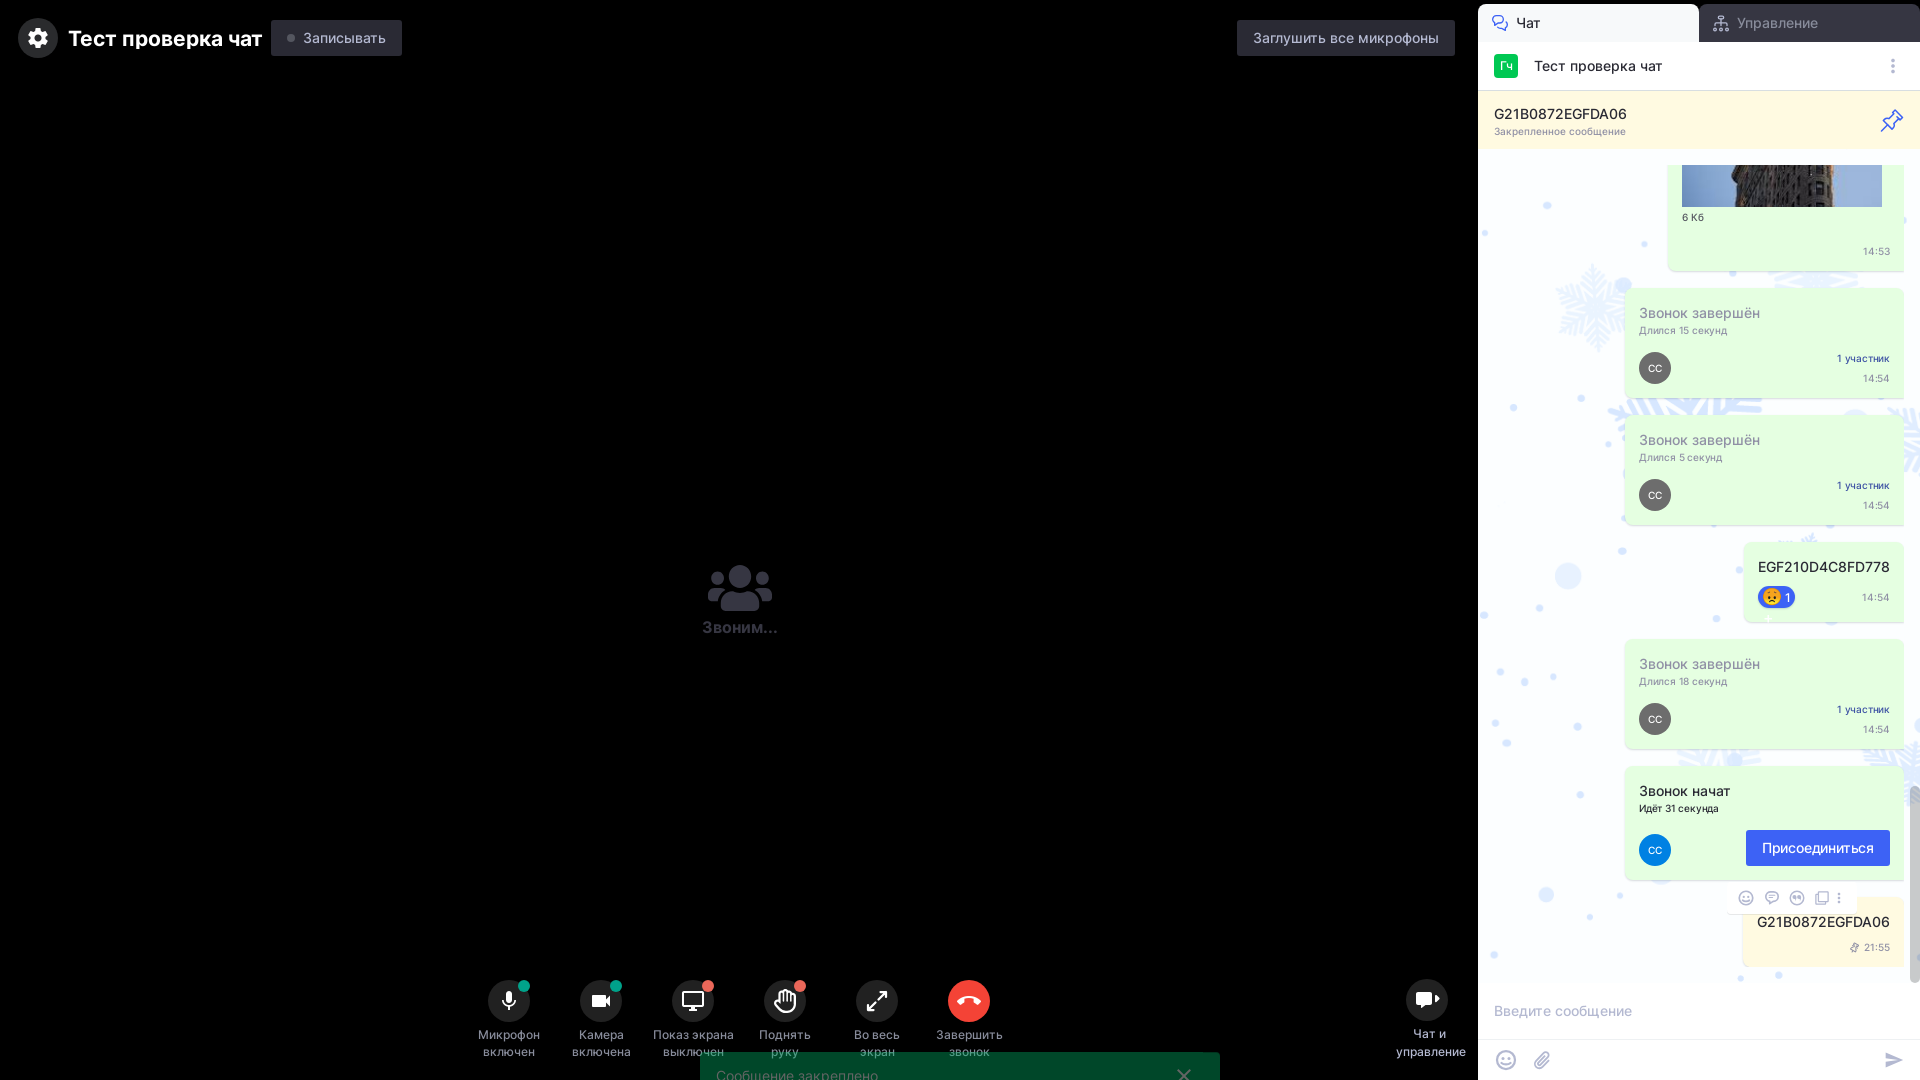 Тест проверка чат
Записывать
Заглушить все микрофоны
Чат
Управление
Гч
Тест проверка чат
G21B0872EGFDA06
Закрепленное сообщение
6 Кб
14:53
Звонок завершён
Длился 15 секунд
СС
1 участник
14:54
Звонок завершён
Длился 5 секунд
СС
1 участник
14:54
EGF210D4C8FD778
1
14:54
Звонок завершён
Длился 18 секунд
СС
1 участник
14:54
Звонок начат
Идёт 31 секунда
СС
Присоединиться
G21B0872EGFDA06
21:55
Звоним...
Микрофон включен
Камера включена
Показ экрана выключен
Поднять руку
Во весь экран
Завершить звонок
Чат и управление
Сообщение закреплено
Введите сообщение